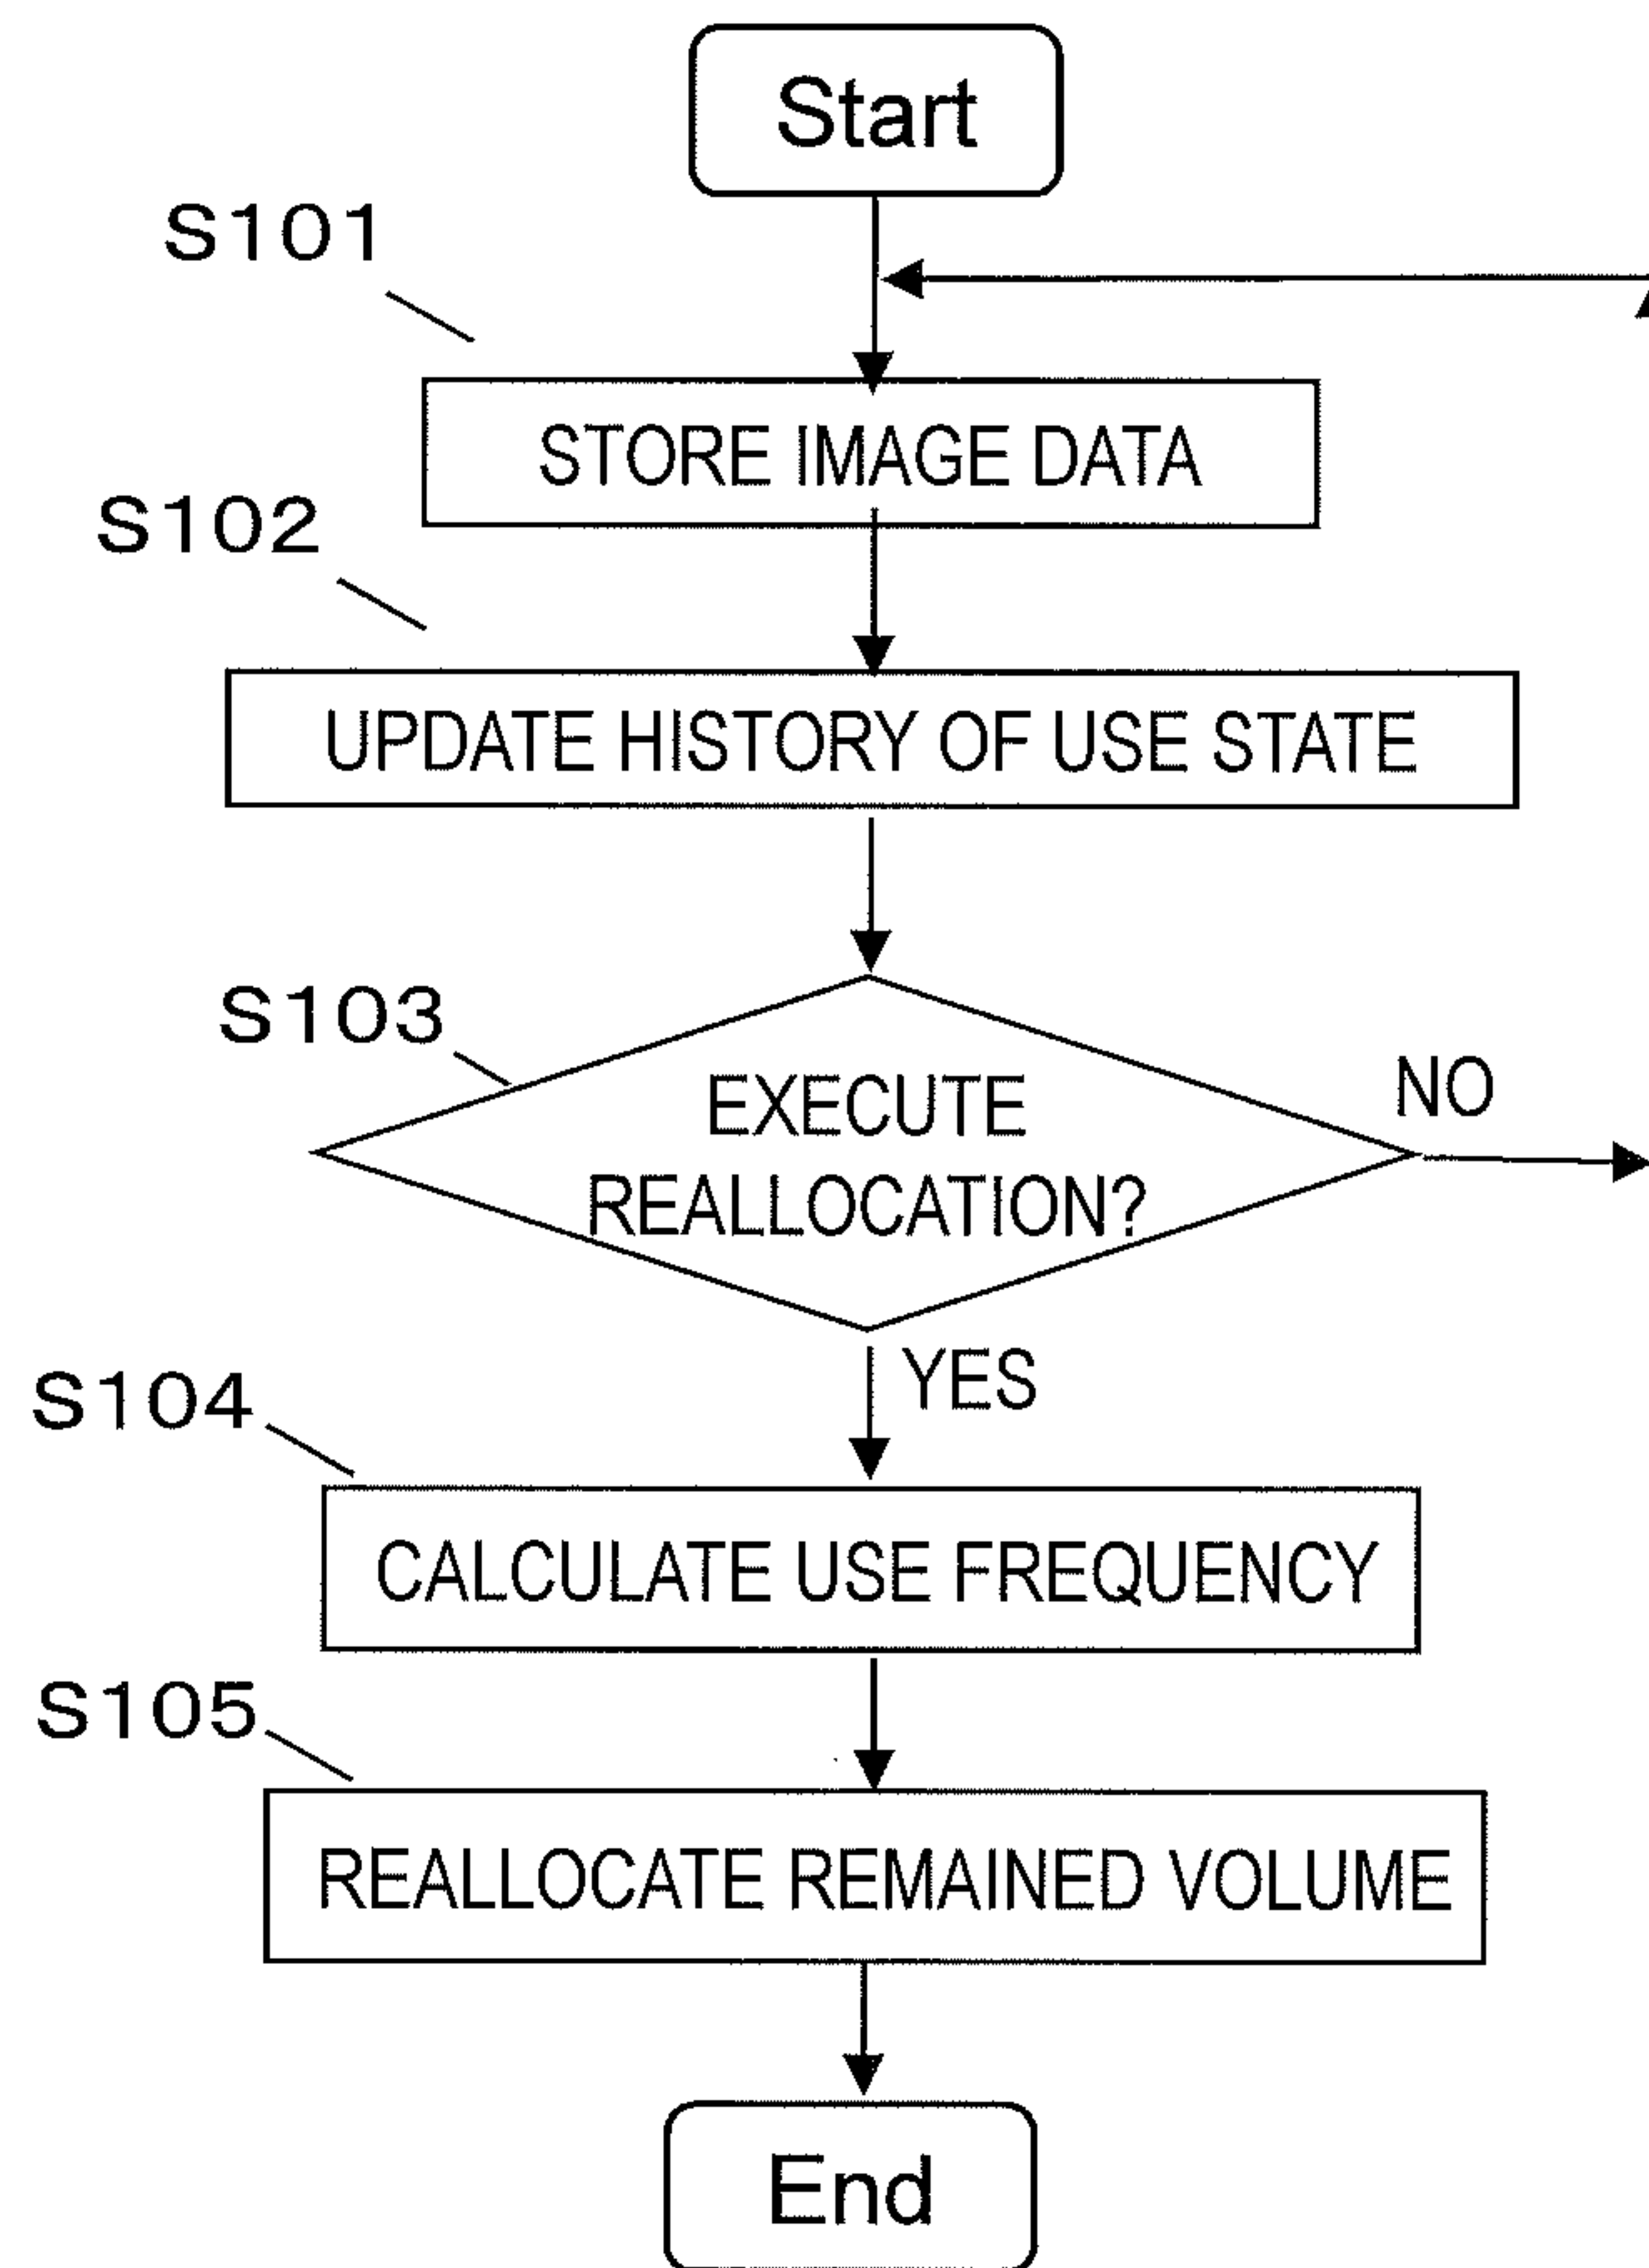 Start
S101
STORE IMAGE DATA
S102
UPDATE HISTORY OF USE STATE
S103
EXECUTE
REALLOCATION?
NO
YES
S104
CALCULATE USE FREQUENCY
S105
REALLOCATE REMAINED VOLUME
End